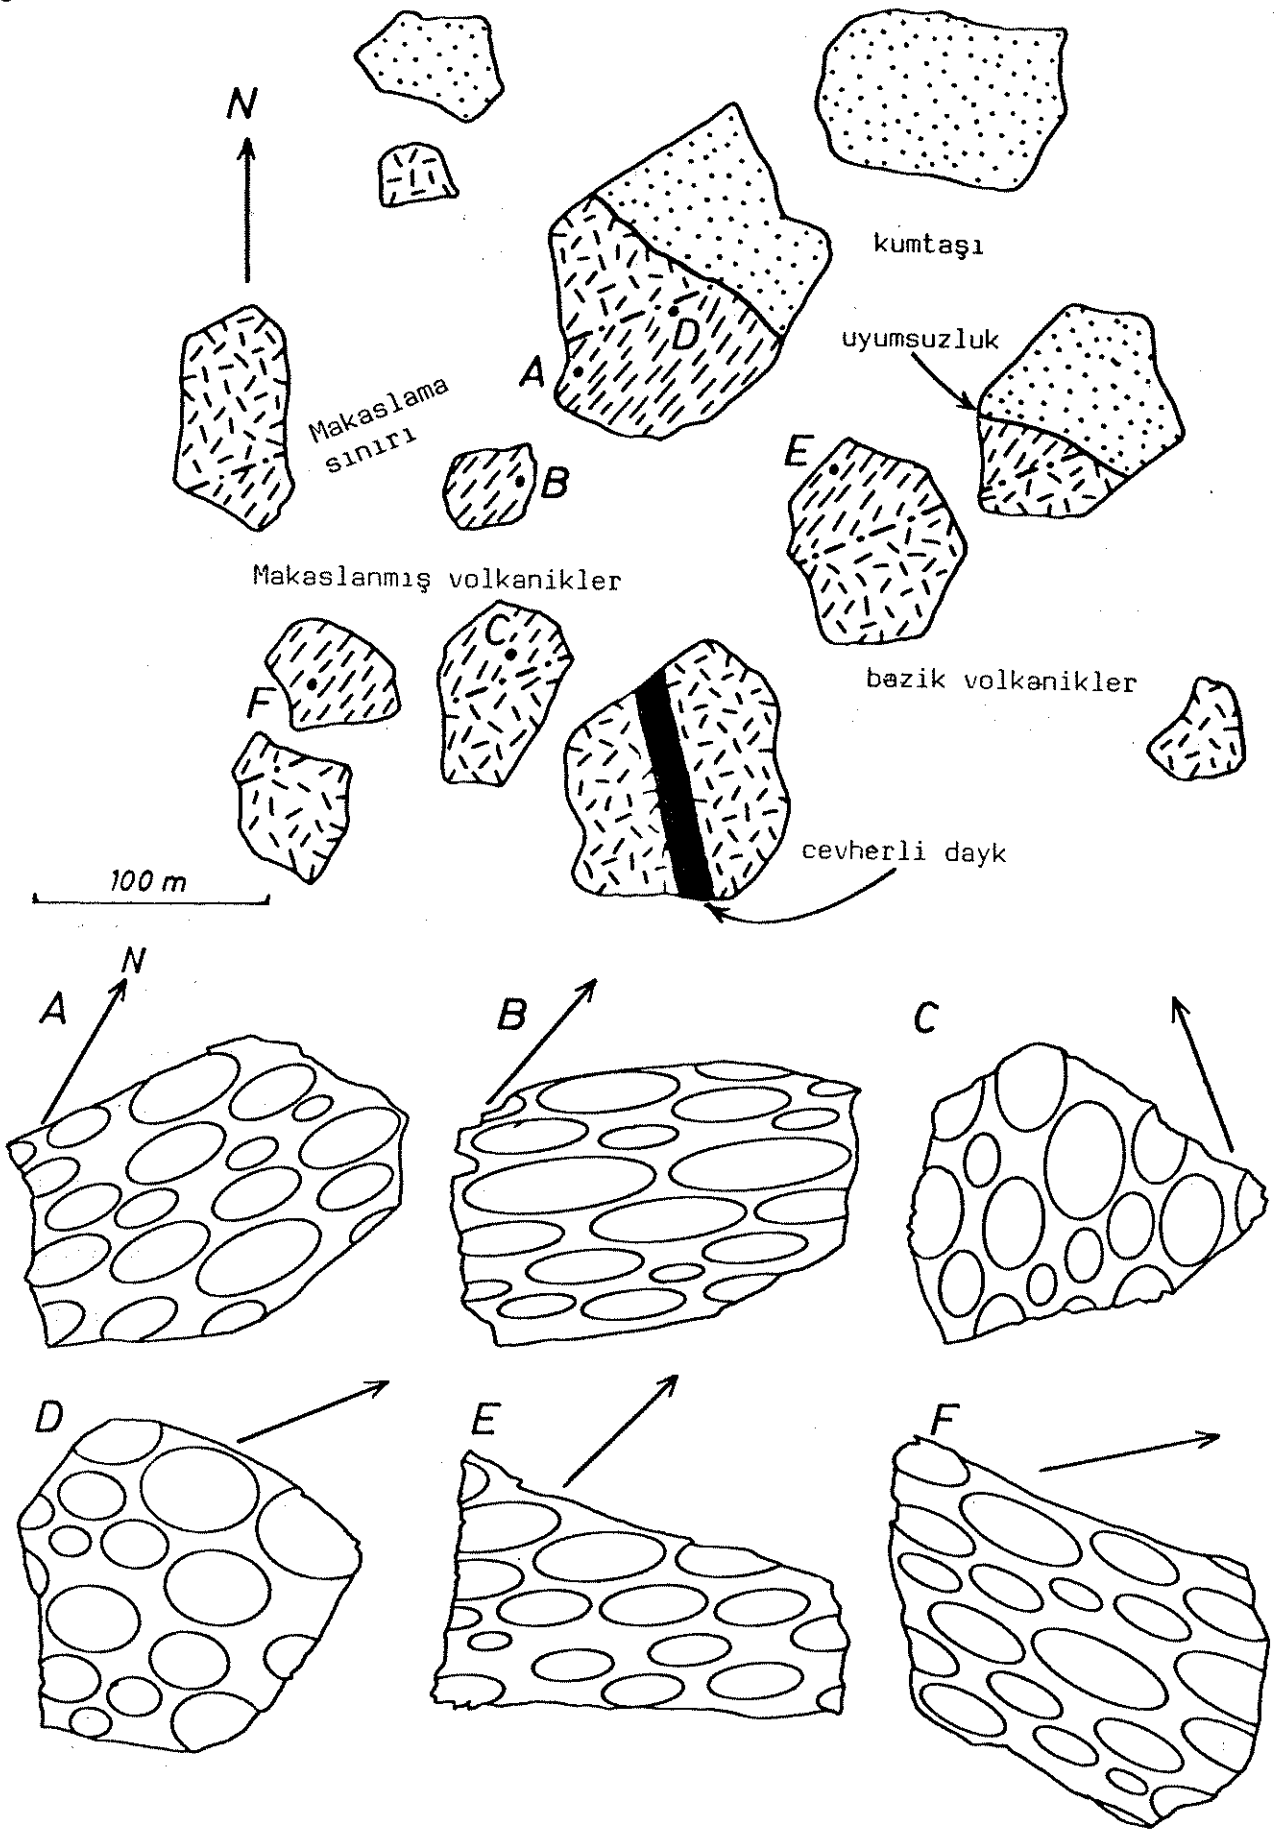 N
kumtaşı
uyumsuzluk
D
A
Makaslama
sınırı
E
B
Makaslanmış volkanikler
C
bazik volkanikler
F
cevherli dayk
100 m
N
A
B
C
D
E
F